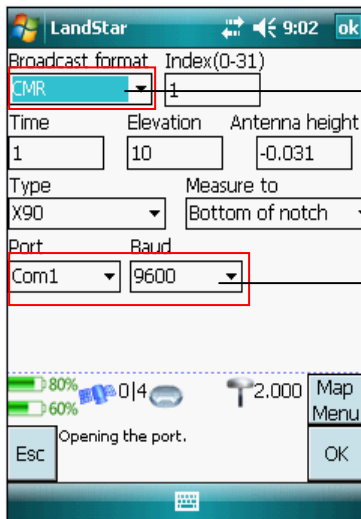 LandStar 9:02 ok
Broadcast format Index(0-31)
CMR 1
Time Elevation Antenna height
1 10 -0.031
Type Measure to
X90 Bottom of notch
Port Baud
Com1 9600
80% 0|4 2.000 Map
60% Menu
Esc Opening the port. OK